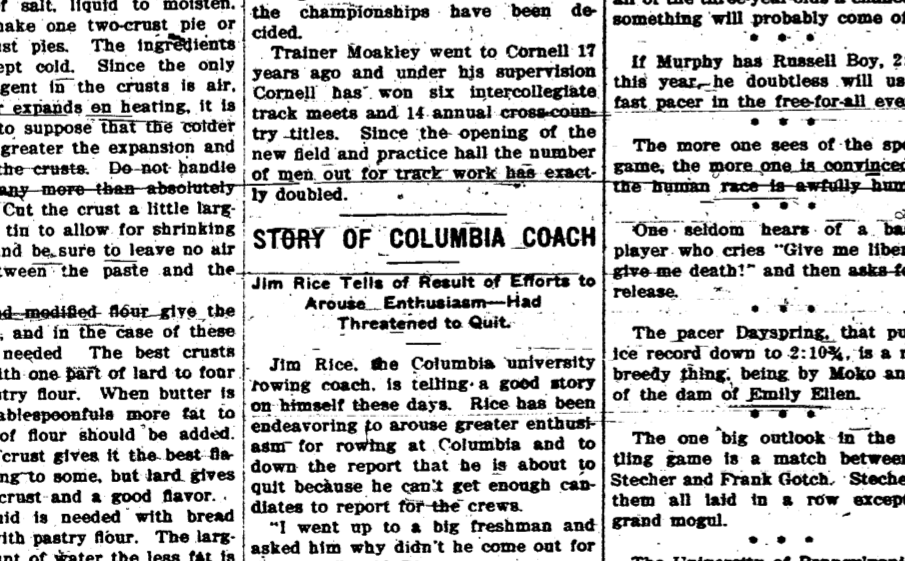 f salt, liquid to moisten.
make one two-crust pie or
st pies. The ingredients
ept cold. Since the only
gent in the crusts is air,
r expands on heating, it is
to suppose that the colder
greater the expansion and
the crusts. Do not handle
any more than absolutely
Cut the crust a little larg-
tin to allow for shrinking
nd be sure to leave no air
tween the paste and the
nd modified flour give the
, and in the case of these
needed The best crusts
ith one part of lard to four
stry flour. When butter is
ablespoonfuls more fat to
of flour should be added.
crust gives it the best fla-
ng to some, but lard gives
crust and a good flavor.
uid is needed with bread
with pastry flour. The larg-
unt of water the less fat is
the championships have been de-
cided.
Trainer Moakley went to Cornell 17
years ago and under his supervision
Cornell has won six intercollegiate
track meets and 14 annual cross-coun-
try titles. Since the opening of the
new field and practice hall the number
of men out for track work has exact-
ly doubled.
STORY OF COLUMBIA COACH
Jim Rice Tells of Result of Efforts to
Arouse Enthusiasm—Had
Threatened to Quit.
Jim Rice, the Columbia university
rowing coach, is telling a good story
on himself these days. Rice has been
endeavoring to arouse greater enthusi-
asm for rowing at Columbia and to
down the report that he is about to
quit because he can't get enough can-
diates to report for the crews.
"I went up to a big freshman and
asked him why didn't he come out for
something will probably come of
* * *
If Murphy has Russell Boy, 2:
this year, he doubtless will us
fast pacer in the free-for-all eve
* * *
The more one sees of the spo
game, the more one is convinced
the human race is awfully hum
* * *
One seldom hears of a ba
player who cries "Give me liber
give me death!" and then asks fo
release.
* * *
The pacer Dayspring, that pu
ice record down to 2:10¾, is a r
breedy thing, being by Moko an
of the dam of Emily Ellen.
* * *
The one big outlook in the
tling game is a match between
Stecher and Frank Gotch. Steche
them all laid in a row except
grand mogul.
* * *